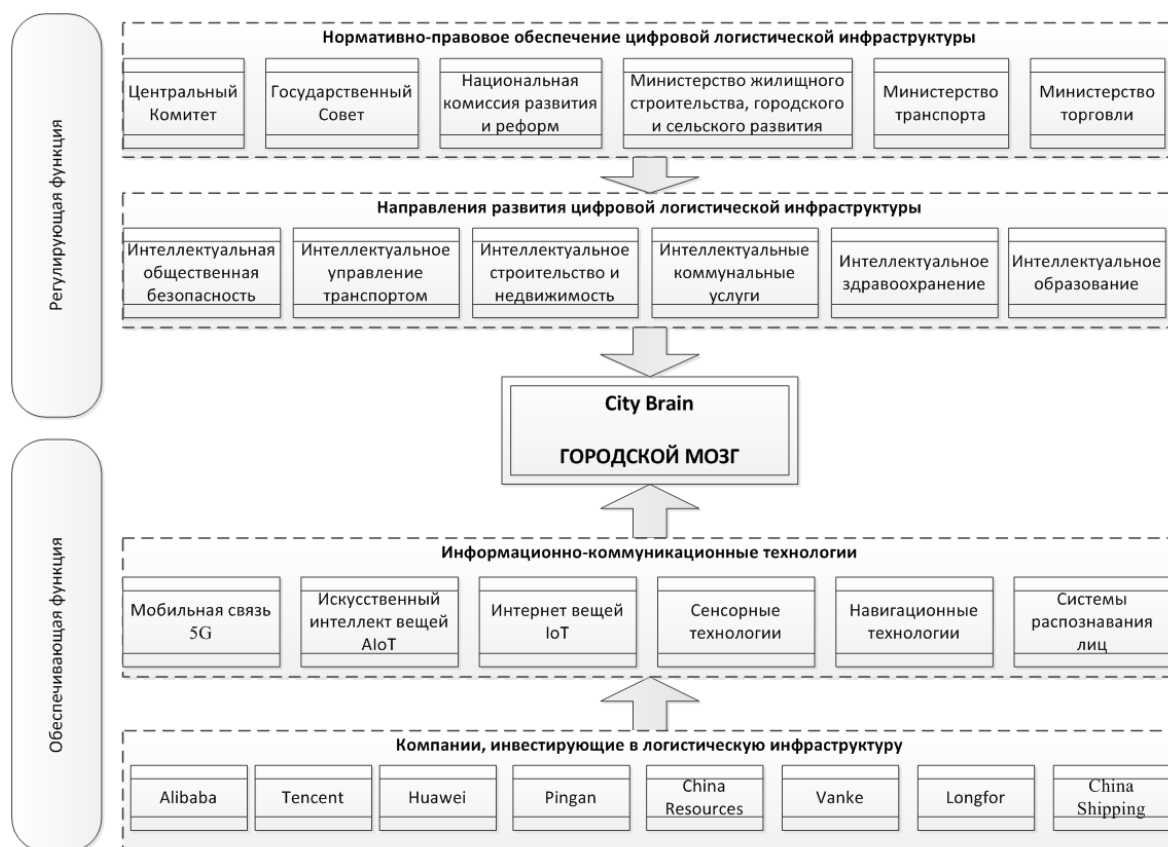 Регулирующая функция
Нормативно-правовое обеспечение цифровой логистической инфраструктуры
Центральный
Комитет
Государственный
Совет
Национальная
комиссия развития
и реформ
Министерство жилищного
строительства, городского
и сельского развития
Министерство
транспорта
Министерство
торговли
Направления развития цифровой логистической инфраструктуры
Интеллектуальная
общественная
безопасность
Интеллектуальное
управление
транспортом
Интеллектуальное
строительство и
недвижимость
Интеллектуальные
коммунальные
услуги
Интеллектуальное
здравоохранение
Интеллектуальное
образование
City Brain
ГОРОДСКОЙ МОЗГ
Обеспечивающая функция
Информационно-коммуникационные технологии
Мобильная связь
5G
Искусственный
интеллект вещей
AIoT
Интернет вещей
IoT
Сенсорные
технологии
Навигационные
технологии
Системы
распознавания
лиц
Компании, инвестирующие в логистическую инфраструктуру
Alibaba
Tencent
Huawei
Pingan
China
Resources
Vanke
Longfor
China
Shipping